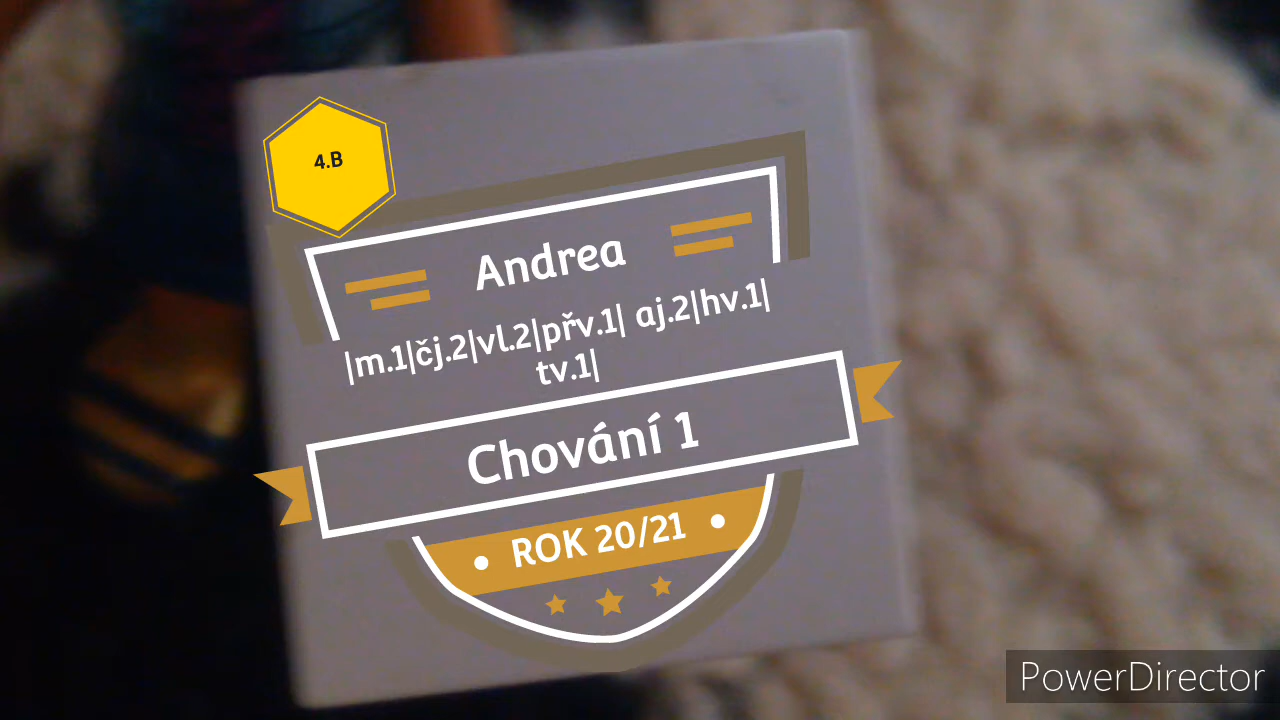 4.B
Andrea
|m.1|čj.2|vl.2|přv.1| aj.2|hv.1|
tv.1|
Chování 1
• ROK 20/21 •
PowerDirector